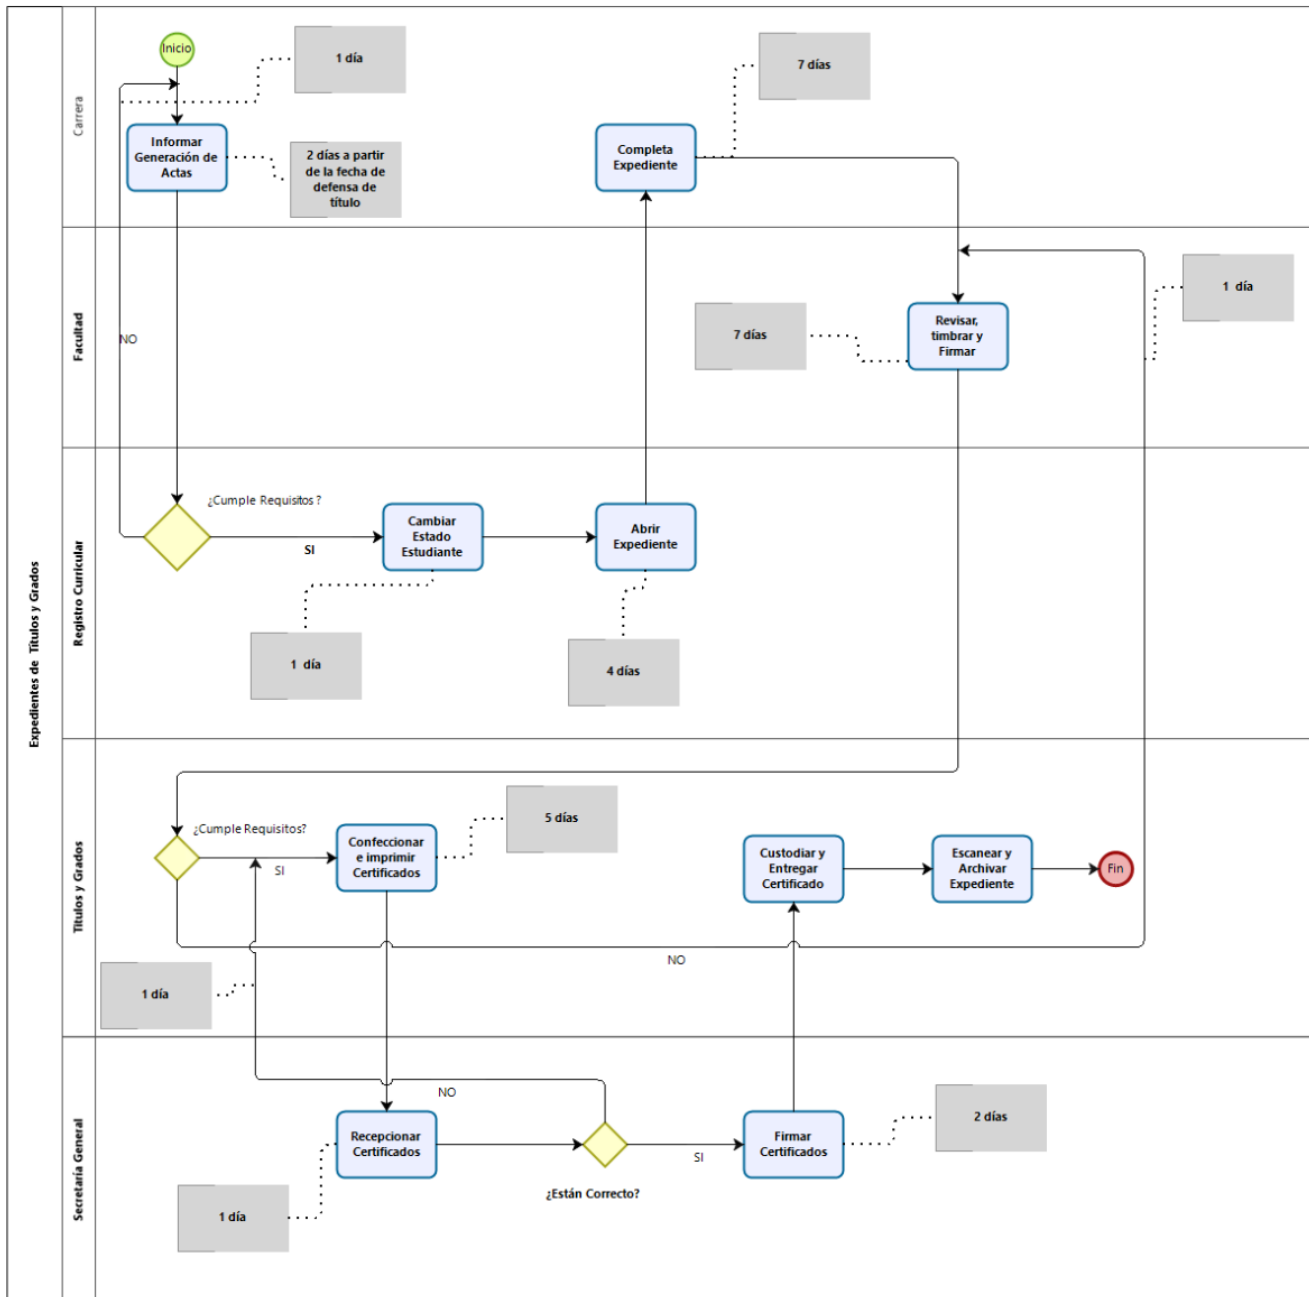 Expedientes de Títulos y Grados
Carrera
Inicio
1 día
Informar
Generación de
Actas
2 días a partir
de la fecha de
defensa de
título
Completa
Expediente
7 días
Facultad
NO
7 días
Revisar,
timbrar y
Firmar
1 día
Registro Curricular
¿Cumple Requisitos ?
SI
Cambiar
Estado
Estudiante
Abrir
Expediente
1 día
4 días
Títulos y Grados
¿Cumple Requisitos?
SI
Confeccionar
e imprimir
Certificados
5 días
Custodiar y
Entregar
Certificado
Escanear y
Archivar
Expediente
Fin
NO
1 día
Secretaría General
NO
Recepcionar
Certificados
¿Están Correcto?
SI
Firmar
Certificados
2 días
1 día